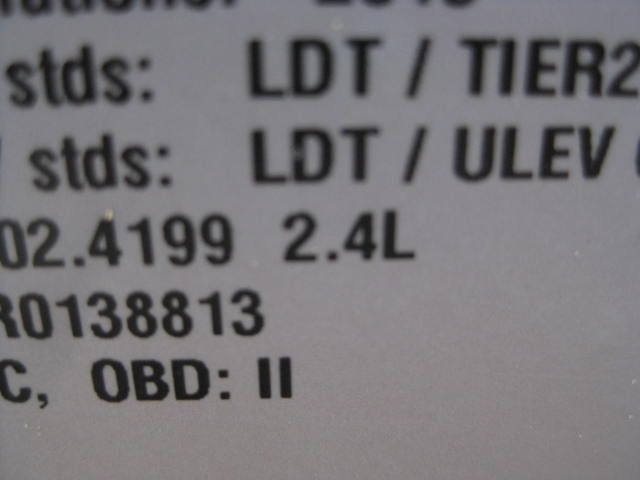 stds: LDT / TIER2
stds: LDT / ULEV
02.4199 2.4L
R0138813
C, OBD: II